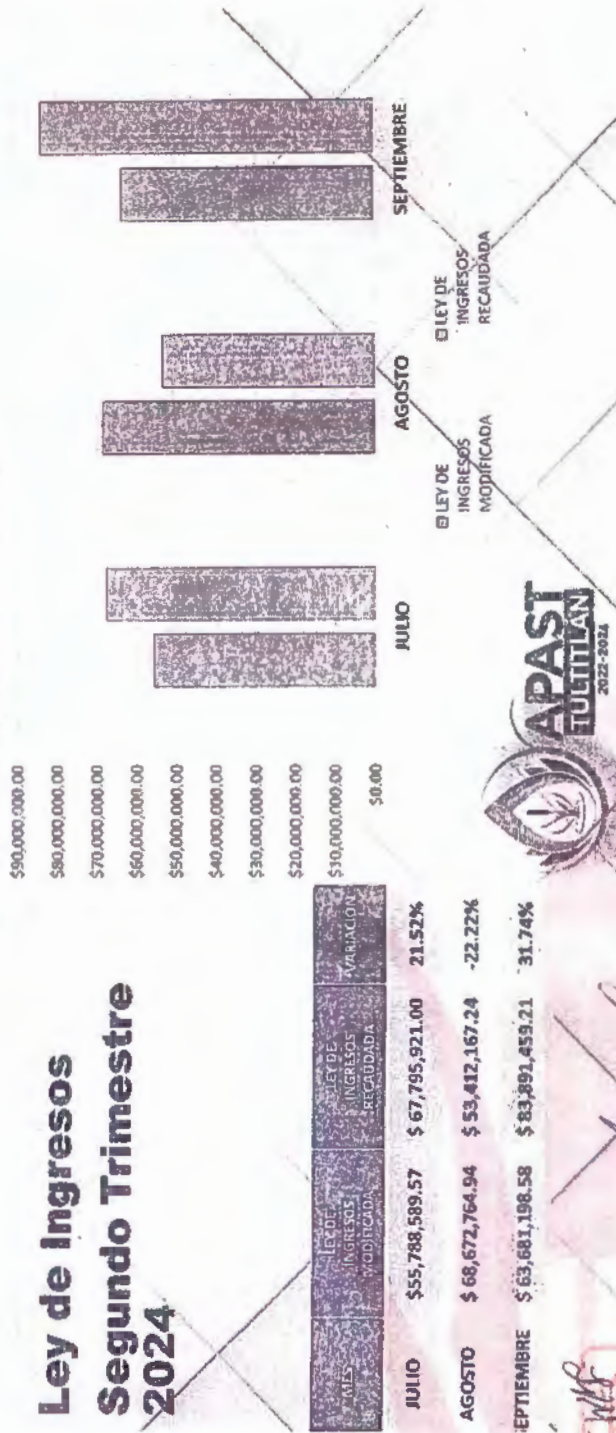 Ley de Ingresos
Segundo Trimestre
2024
MES
LEY DE
INGRESOS
MODIFICADA
LEY DE
INGRESOS
RECAUDADA
VARIACION
JULIO $55,788,589.57 $ 67,795,921.00 21.52%
AGOSTO $ 68,672,764.94 $ 53,412,167.24 -22.22%
SEPTIEMBRE $ 63,681,198.58 $ 83,891,459.21 31.74%
$90,000,000.00
$80,000,000.00
$70,000,000.00
$60,000,000.00
$50,000,000.00
$40,000,000.00
$30,000,000.00
$20,000,000.00
$10,000,000.00
$0.00
JULIO
AGOSTO
SEPTIEMBRE
LEY DE
INGRESOS
MODIFICADA
LEY DE
INGRESOS
RECAUDADA
APAST
TULTITLAN
2022-2024